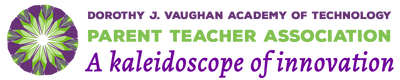 DOROTHY J. VAUGHAN ACADEMY OF TECHNOLOGY
PARENT TEACHER ASSOCIATION
A kaleidoscope of innovation